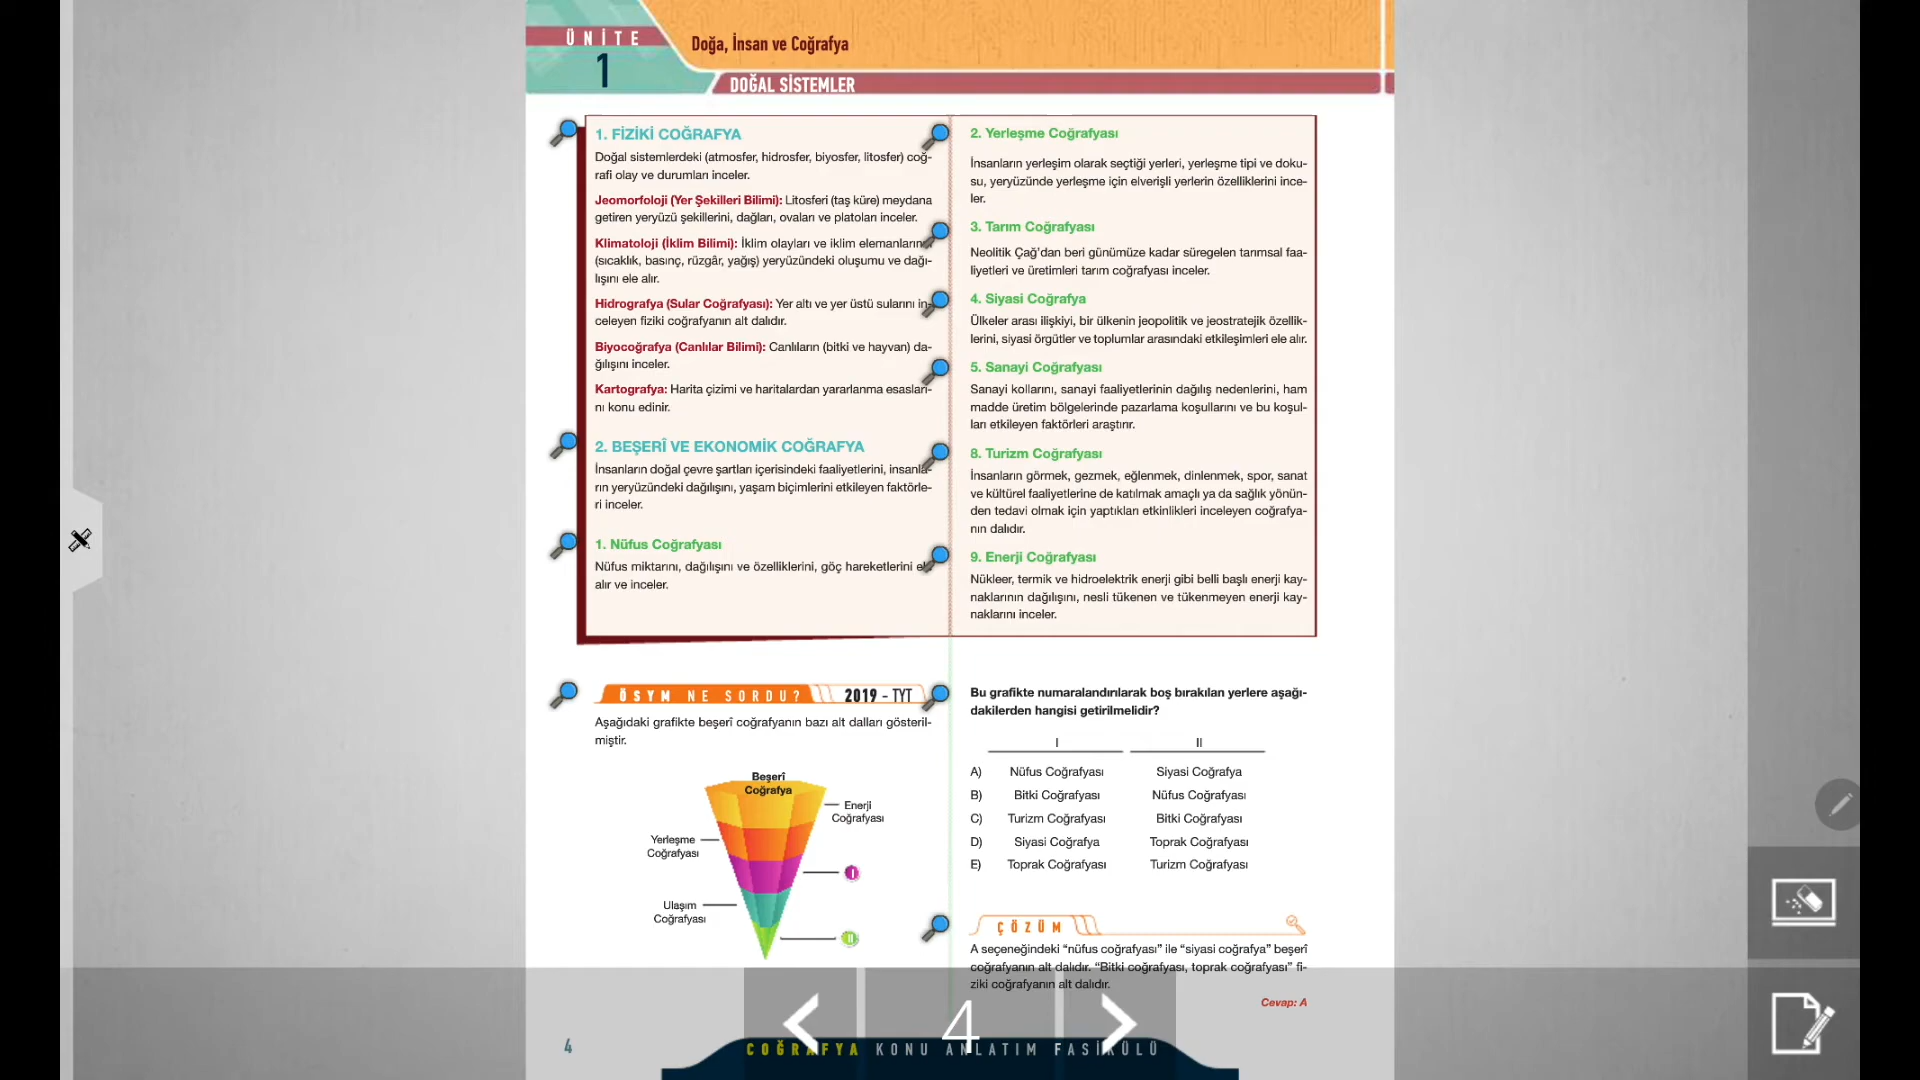 ÜNİTE
1
Doğa, İnsan ve Coğrafya
DOĞAL SİSTEMLER
1. FİZİKİ COĞRAFYA
Doğal sistemlerdeki (atmosfer, hidrosfer, biyosfer, litosfer) coğ-
rafi olay ve durumları inceler.
Jeomorfoloji (Yer Şekilleri Bilimi): Litosferi (taş küre) meydana
getiren yeryüzü şekillerini, dağları, ovaları ve platoları inceler.
Klimatoloji (İklim Bilimi): İklim olayları ve iklim elemanlarının
(sıcaklık, basınç, rüzgâr, yağış) yeryüzündeki oluşumu ve dağı-
lışını ele alır.
Hidrografya (Sular Coğrafyası): Yer altı ve yer üstü sularını in-
celeyen fiziki coğrafyanın alt dalıdır.
Biyocoğrafya (Canlılar Bilimi): Canlıların (bitki ve hayvan) da-
ğılışını inceler.
Kartografya: Harita çizimi ve haritalardan yararlanma esasları-
nı konu edinir.
2. BEŞERÎ VE EKONOMİK COĞRAFYA
İnsanların doğal çevre şartları içerisindeki faaliyetlerini, insanla-
rın yeryüzündeki dağılışını, yaşam biçimlerini etkileyen faktörle-
ri inceler.
1. Nüfus Coğrafyası
Nüfus miktarını, dağılışını ve özelliklerini, göç hareketlerini ele
alır ve inceler.
2. Yerleşme Coğrafyası
İnsanların yerleşim olarak seçtiği yerleri, yerleşme tipi ve doku-
su, yeryüzünde yerleşme için elverişli yerlerin özelliklerini ince-
ler.
3. Tarım Coğrafyası
Neolitik Çağ'dan beri günümüze kadar süregelen tarımsal faa-
liyetleri ve üretimleri tarım coğrafyası inceler.
4. Siyasi Coğrafya
Ülkeler arası ilişkiyi, bir ülkenin jeopolitik ve jeostratejik özellik-
lerini, siyasi örgütler ve toplumlar arasındaki etkileşimleri ele alır.
5. Sanayi Coğrafyası
Sanayi kollarını, sanayi faaliyetlerinin dağılış nedenlerini, ham
madde üretim bölgelerinde pazarlama koşullarını ve bu koşul-
ları etkileyen faktörleri araştırır.
8. Turizm Coğrafyası
İnsanların görmek, gezmek, eğlenmek, dinlenmek, spor, sanat
ve kültürel faaliyetlerine de katılmak amaçlı ya da sağlık yönün-
den tedavi olmak için yaptıkları etkinlikleri inceleyen coğrafya-
nın dalıdır.
9. Enerji Coğrafyası
Nükleer, termik ve hidroelektrik enerji gibi belli başlı enerji kay-
naklarının dağılışını, nesli tükenen ve tükenmeyen enerji kay-
naklarını inceler.
ÖSYM NE SORDU? 2019 - TYT
Aşağıdaki grafikte beşerî coğrafyanın bazı alt dalları gösteril-
miştir.
Beşerî
Coğrafya
Enerji
Coğrafyası
Yerleşme
Coğrafyası
I
Ulaşım
Coğrafyası
II
Bu grafikte numaralandırılarak boş bırakılan yerlere aşağı-
dakilerden hangisi getirilmelidir?
I II
A) Nüfus Coğrafyası Siyasi Coğrafya
B) Bitki Coğrafyası Nüfus Coğrafyası
C) Turizm Coğrafyası Bitki Coğrafyası
D) Siyasi Coğrafya Toprak Coğrafyası
E) Toprak Coğrafyası Turizm Coğrafyası
ÇÖZÜM
A seçeneğindeki “nüfus coğrafyası” ile “siyasi coğrafya” beşerî
coğrafyanın alt dalıdır. “Bitki coğrafyası, toprak coğrafyası” fi-
ziki coğrafyanın alt dalıdır.
Cevap: A
4
4
COĞRAFYA KONU ANLATIM FASİKÜLÜ